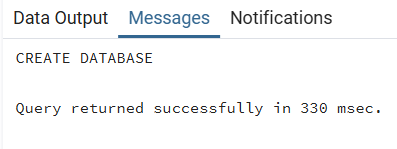 Data Output Messages Notifications
CREATE DATABASE
Query returned successfully in 330 msec.